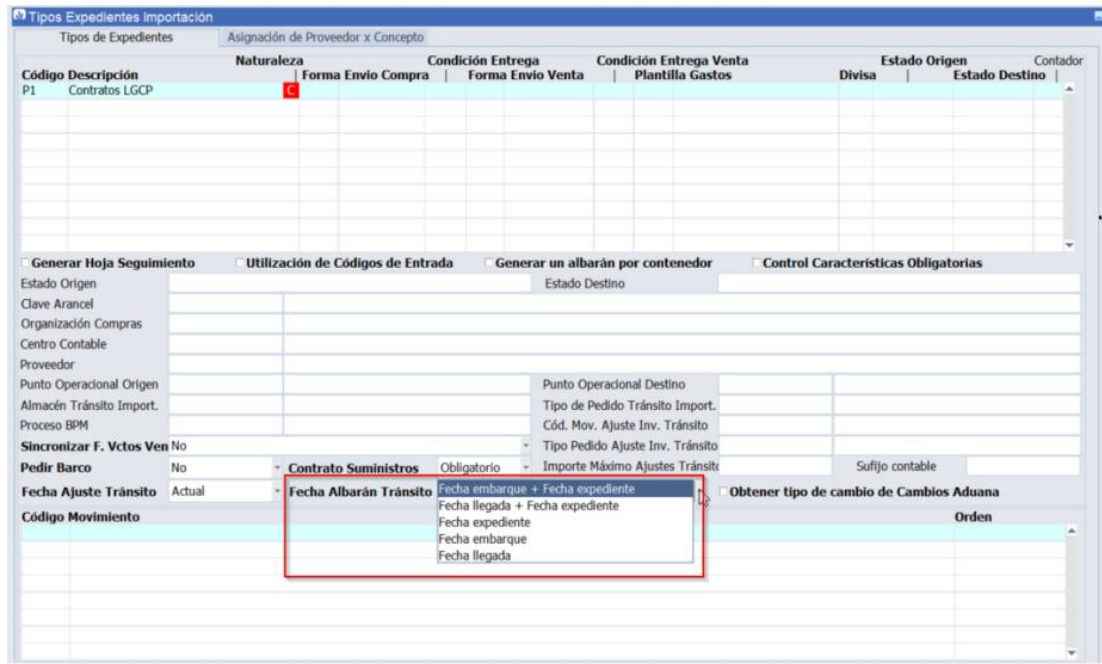 Tipos Expedientes Importación
Tipos de Expedientes Asignación de Proveedor x Concepto
Naturaleza Condición Entrega Condición Entrega Venta Estado Origen Contador
Código Descripción | Forma Envio Compra | Forma Envio Venta | Plantilla Gastos Divisa | Estado Destino |
P1 Contratos LGCP C
Generar Hoja Seguimiento Utilización de Códigos de Entrada Generar un albarán por contenedor Control Características Obligatorias
Estado Origen Estado Destino
Clave Arancel
Organización Compras
Centro Contable
Proveedor
Punto Operacional Origen Punto Operacional Destino
Almacén Tránsito Import. Tipo de Pedido Tránsito Import.
Proceso BPM Cód. Mov. Ajuste Inv. Tránsito
Sincronizar F. Vctos Ven No Tipo Pedido Ajuste Inv. Tránsito
Pedir Barco No Contrato Suministros Obligatorio Importe Máximo Ajustes Tránsito Sufijo contable
Fecha Ajuste Tránsito Actual Fecha Albarán Tránsito Fecha embarque + Fecha expediente Obtener tipo de cambio de Cambios Aduana
Fecha llegada + Fecha expediente
Fecha expediente
Fecha embarque
Fecha llegada
Código Movimiento Orden